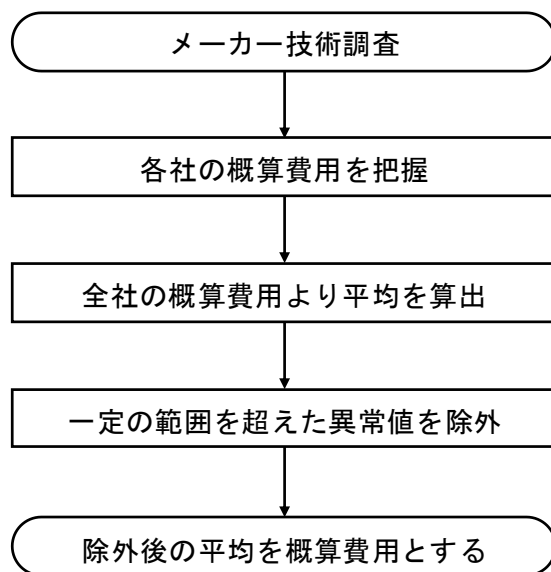 メーカー技術調査
各社の概算費用を把握
全社の概算費用より平均を算出
一定の範囲を超えた異常値を除外
除外後の平均を概算費用とする